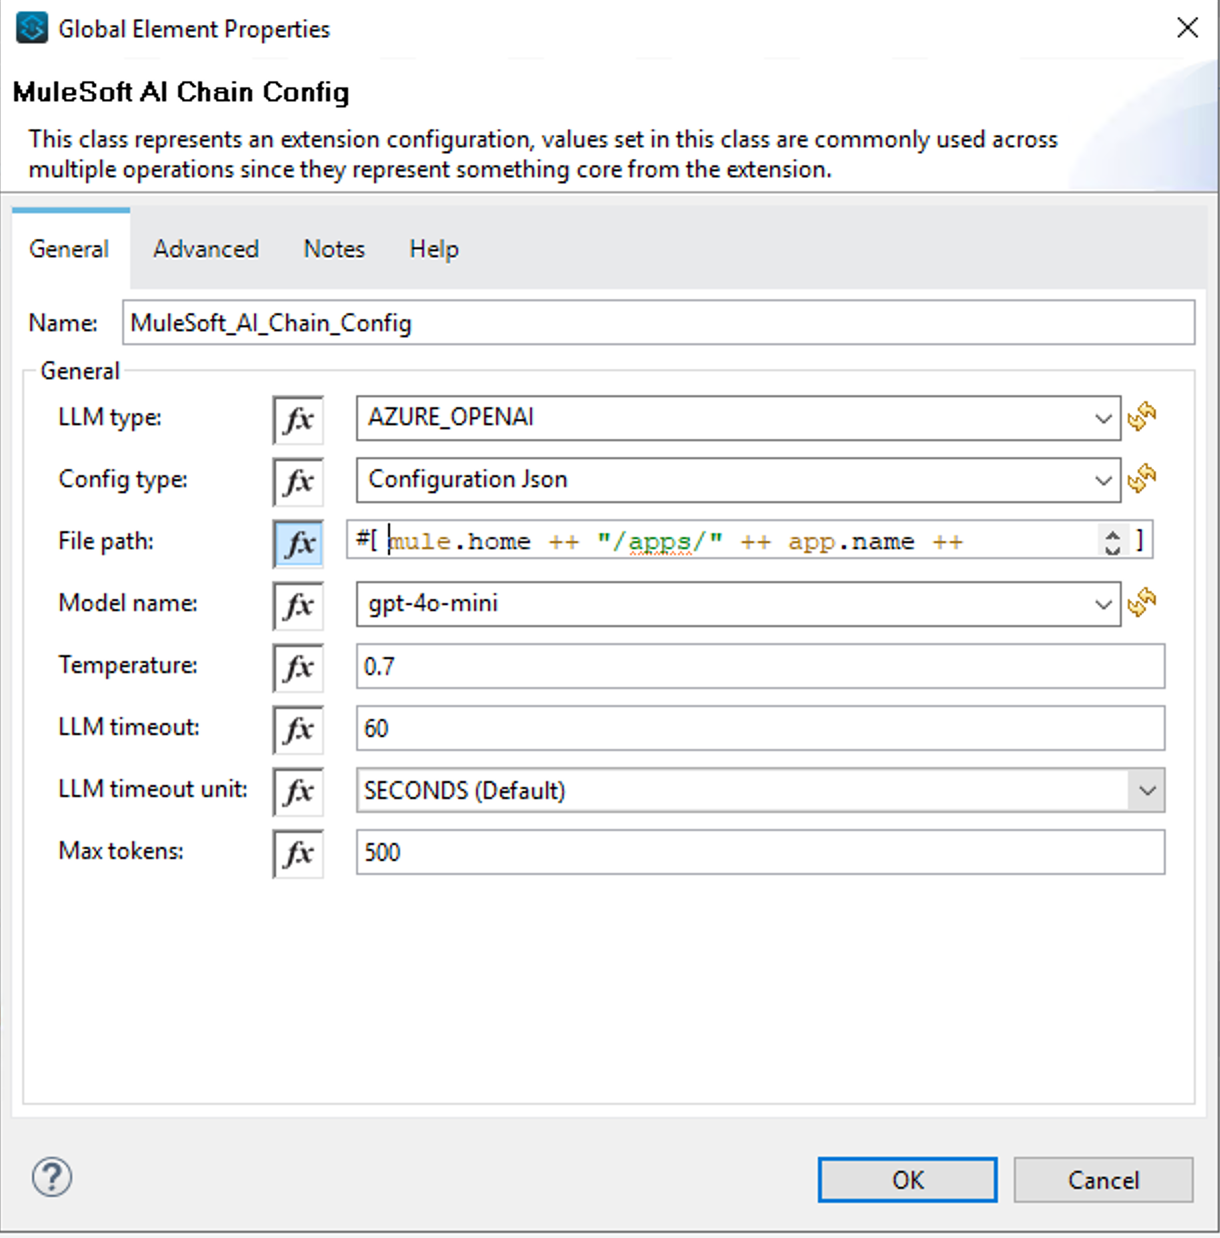 Global Element Properties
MuleSoft AI Chain Config
This class represents an extension configuration, values set in this class are commonly used across
multiple operations since they represent something core from the extension.
General Advanced Notes Help
Name: MuleSoft_AI_Chain_Config
General
LLM type: fx AZURE_OPENAI
Config type: fx Configuration Json
File path: fx #[ mule.home ++ "/apps/" ++ app.name ++ ]
Model name: fx gpt-4o-mini
Temperature: fx 0.7
LLM timeout: fx 60
LLM timeout unit: fx SECONDS (Default)
Max tokens: fx 500
? OK Cancel